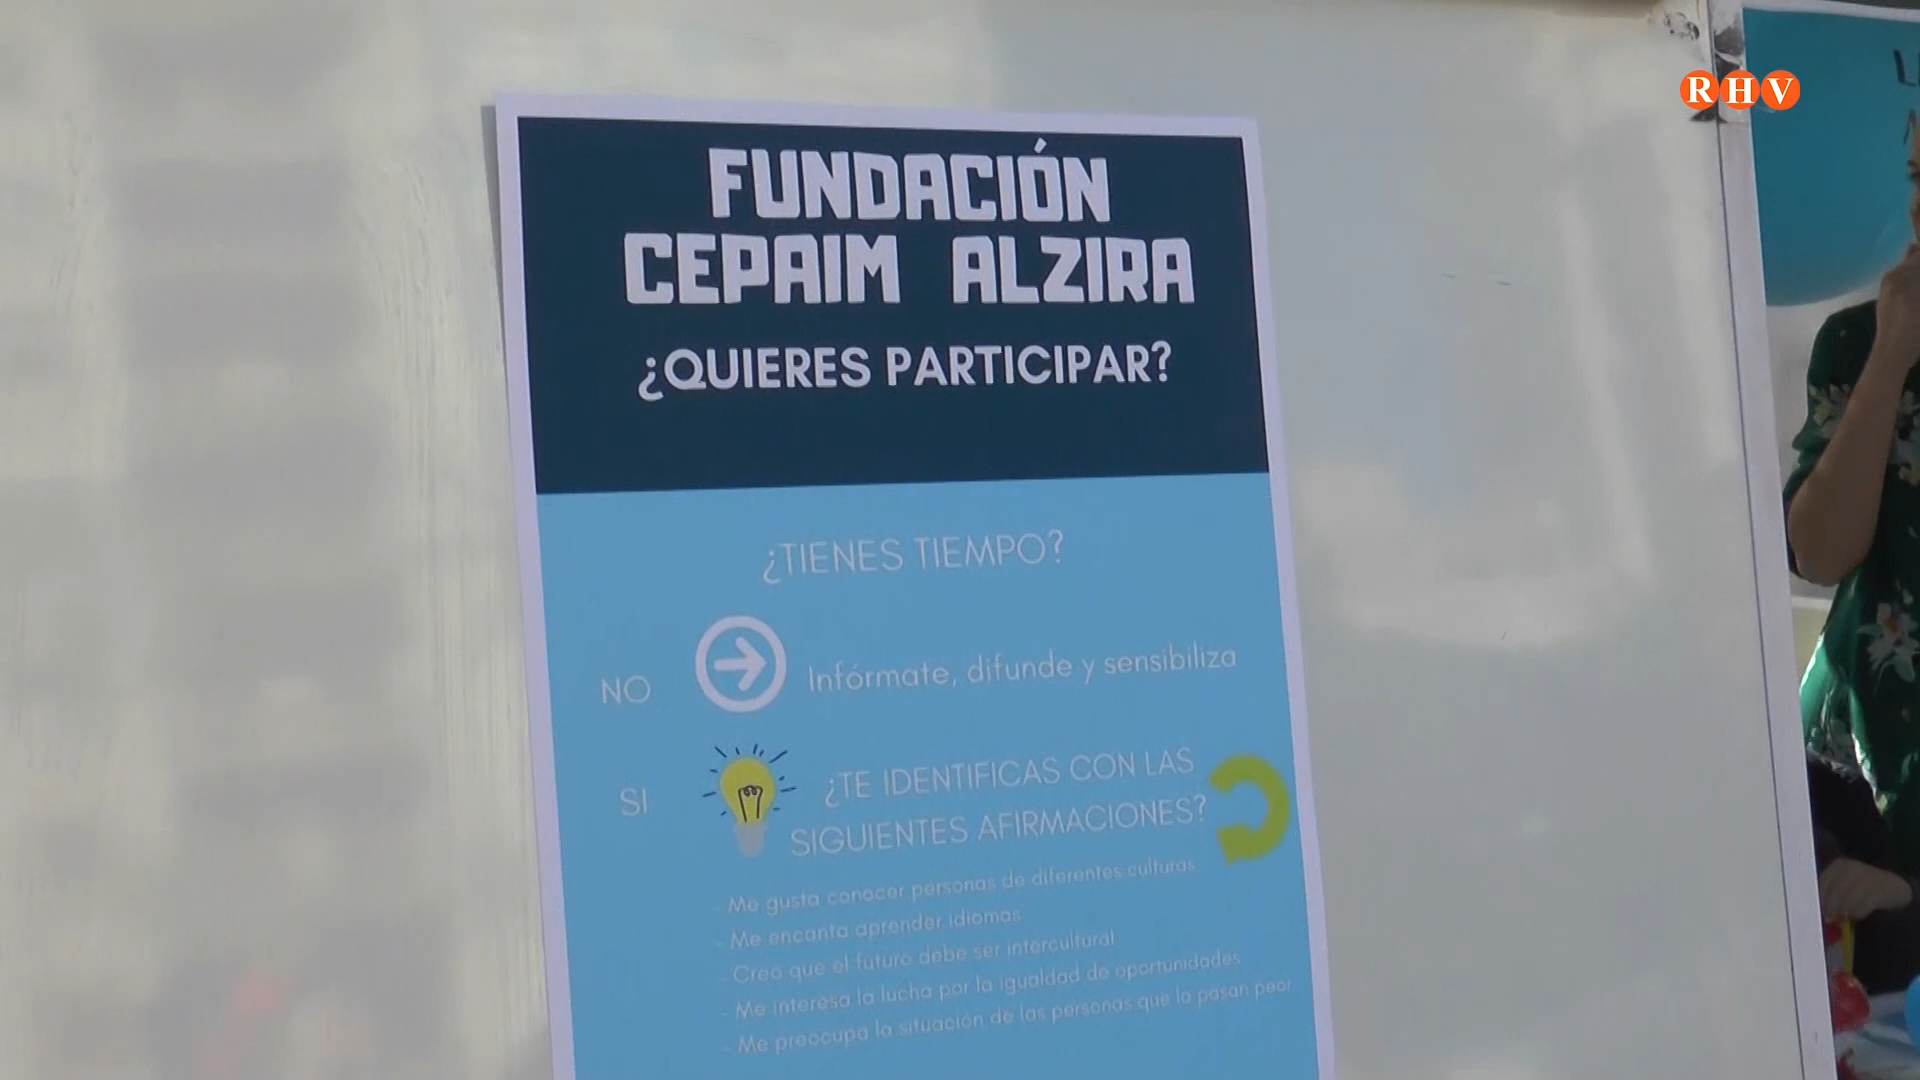 RHV
FUNDACIÓN
CEPAIM ALZIRA
¿QUIERES PARTICIPAR?
¿TIENES TIEMPO?
NO
Infórmate, difunde y sensibiliza
SI
¿TE IDENTIFICAS CON LAS
SIGUIENTES AFIRMACIONES?
- Me gusta conocer personas de diferentes culturas
- Me encanta aprender idiomas
- Creo que el futuro debe ser intercultural
- Me interesa la lucha por la igualdad de oportunidades
- Me preocupa la situación de las personas que lo pasan peor